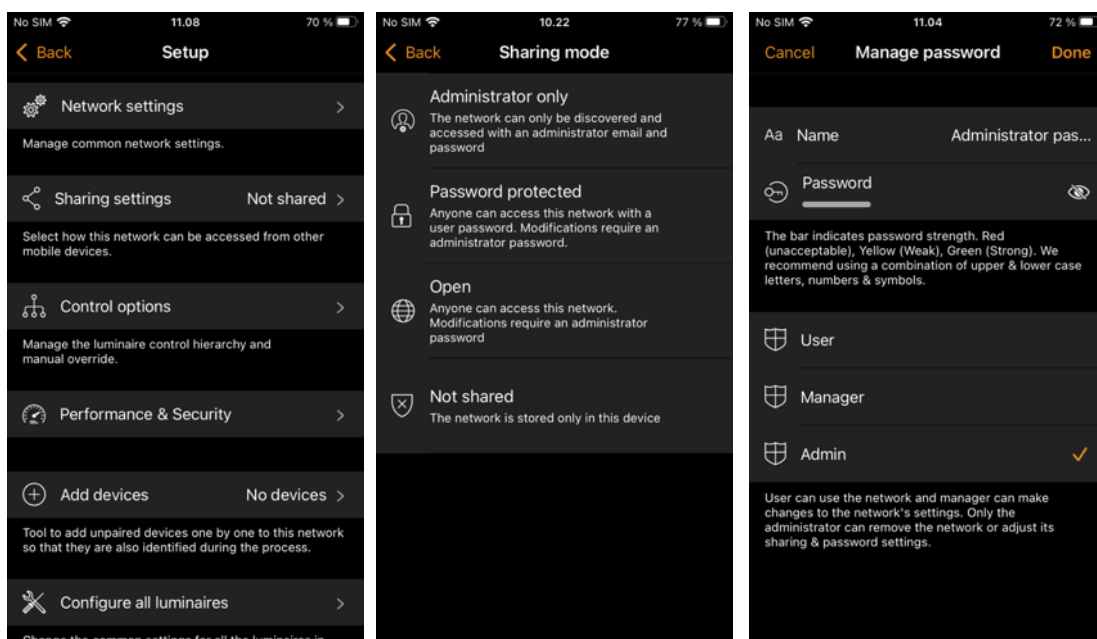 No SIM 11.08 70 %
Back Setup
Network settings
Manage common network settings.
Sharing settings Not shared
Select how this network can be accessed from other
mobile devices.
Control options
Manage the luminaire control hierarchy and
manual override.
Performance & Security
Add devices No devices
Tool to add unpaired devices one by one to this network
so that they are also identified during the process.
Configure all luminaires
Change the common settings for all the luminaires in
No SIM 10.22 77 %
Back Sharing mode
Administrator only
The network can only be discovered and
accessed with an administrator email and
password
Password protected
Anyone can access this network with a
user password. Modifications require an
administrator password.
Open
Anyone can access this network.
Modifications require an administrator
password
Not shared
The network is stored only in this device
No SIM 11.04 72 %
Cancel Manage password Done
Aa Name Administrator pas...
Password
The bar indicates password strength. Red
(unacceptable), Yellow (Weak), Green (Strong). We
recommend using a combination of upper & lower case
letters, numbers & symbols.
User
Manager
Admin
User can use the network and manager can make
changes to the network's settings. Only the
administrator can remove the network or adjust its
sharing & password settings.